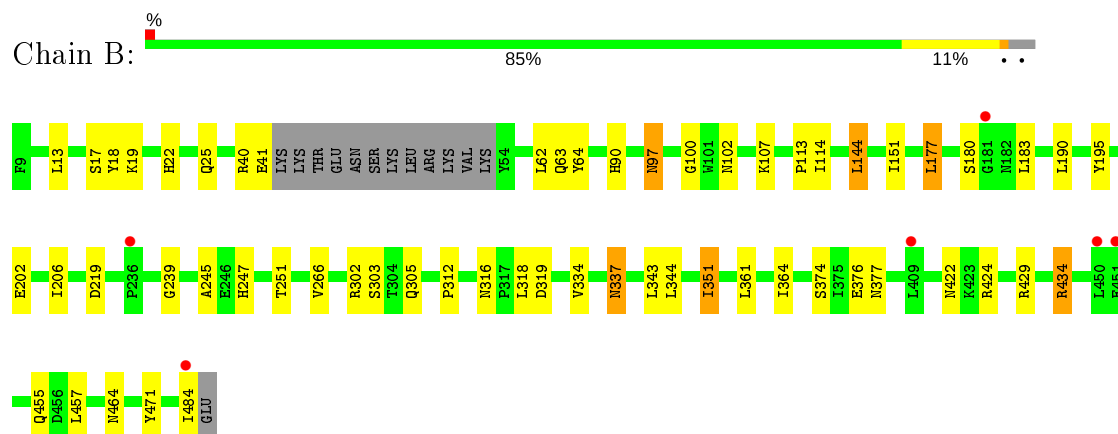 %
Chain B:
85% 11% • •
F9 L13 S17 Y18 K19 H22 Q25 R40 E41 LYS LYS THR GLU ASN SER LYS LEU ARG LYS VAL LYS Y54 L62 Q63 Y64 H90 N97 G100 W101 N102 K107 P113 I114 L144 I151 L177 S180 G181 N182 L183 L190 Y195
E202 I206 D219 P236 G239 A245 E246 H247 T251 V266 R302 S303 T304 Q305 P312 N316 P317 L318 D319 V334 N337 L343 L344 I351 L361 I364 S374 I375 E376 N377 L409 N422 K423 R424 R429 R434 L450 E451
Q455 D456 L457 N464 Y471 I484 GLU